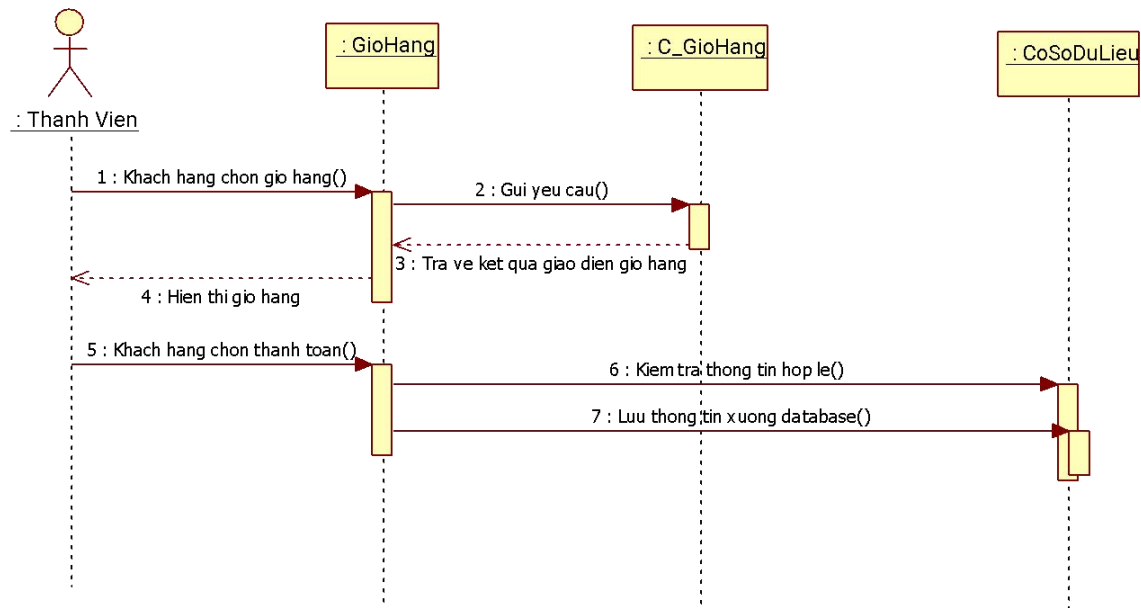 : Thanh Vien
: GioHang
: C_GioHang
: CoSoDuLieu
1 : Khach hang chon gio hang()
2 : Gui yeu cau()
3 : Tra ve ket qua giao dien gio hang
4 : Hien thi gio hang
5 : Khach hang chon thanh toan()
6 : Kiem tra thong tin hop le()
7 : Luu thong tin xuong database()